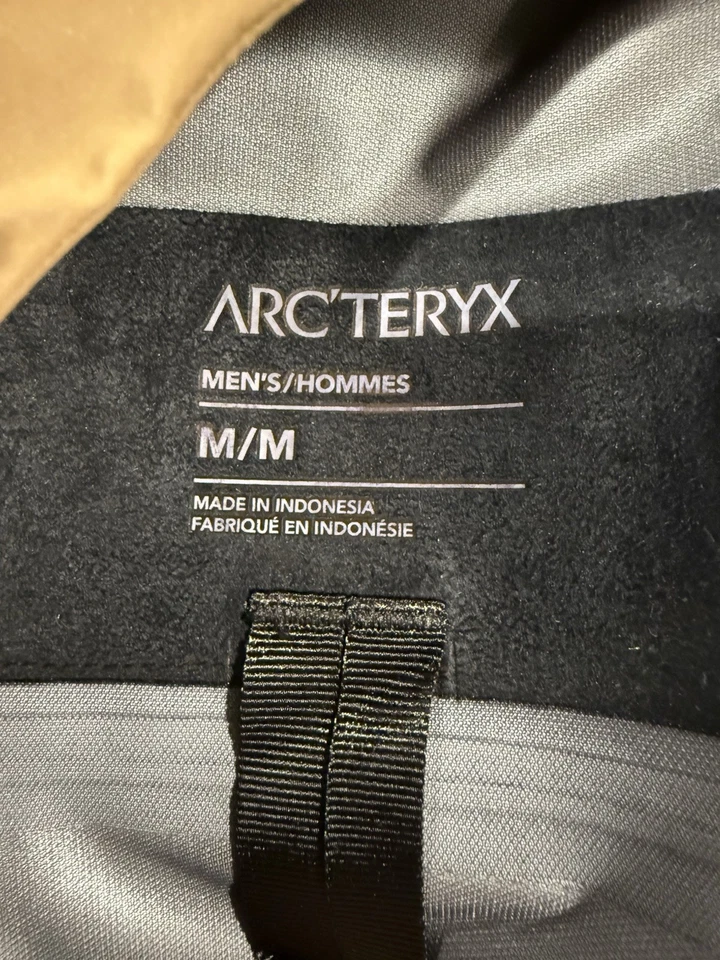 ARC'TERYX
MEN'S/HOMMES
M/M
MADE IN INDONESIA
FABRIQUÉ EN INDONÉSIE